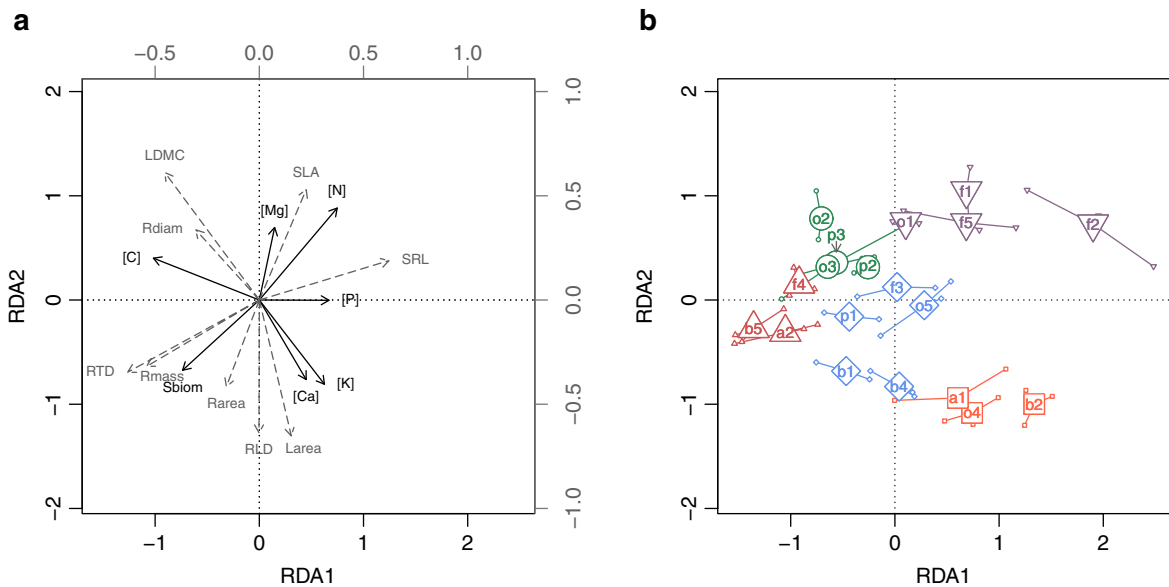 a
b
−0.5 0.0 0.5 1.0
2
1
0
−1
−2
RDA2
1.0
0.5
0.0
−0.5
−1.0
LDMC
SLA
[N]
[Mg]
Rdiam
[C]
SRL
[P]
RTD
Rmass
Sbiom
Rarea
[Ca]
[K]
RLD
Larea
−1 0 1 2
RDA1
2
1
0
−1
−2
RDA2
f1
o2
o1
f5
f2
p3
o3
p2
f4
f3
o5
p1
b5
a2
b1
b4
a1
o4
b2
−1 0 1 2
RDA1